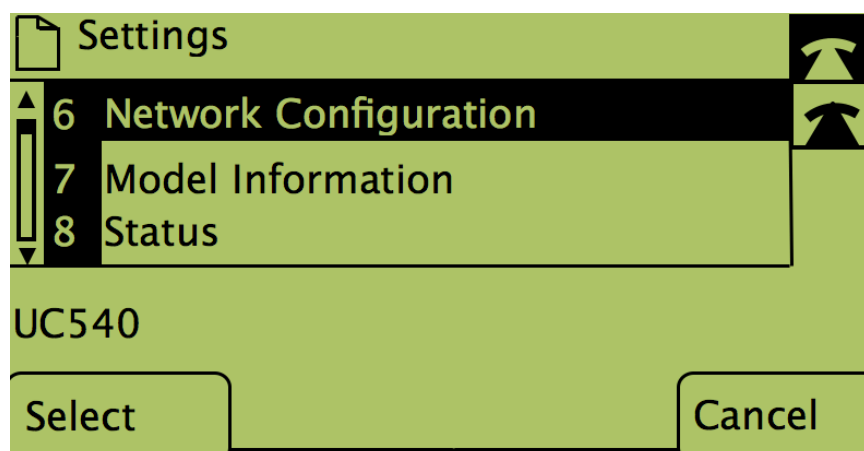 Settings
6 Network Configuration
7 Model Information
8 Status
UC540
Select
Cancel